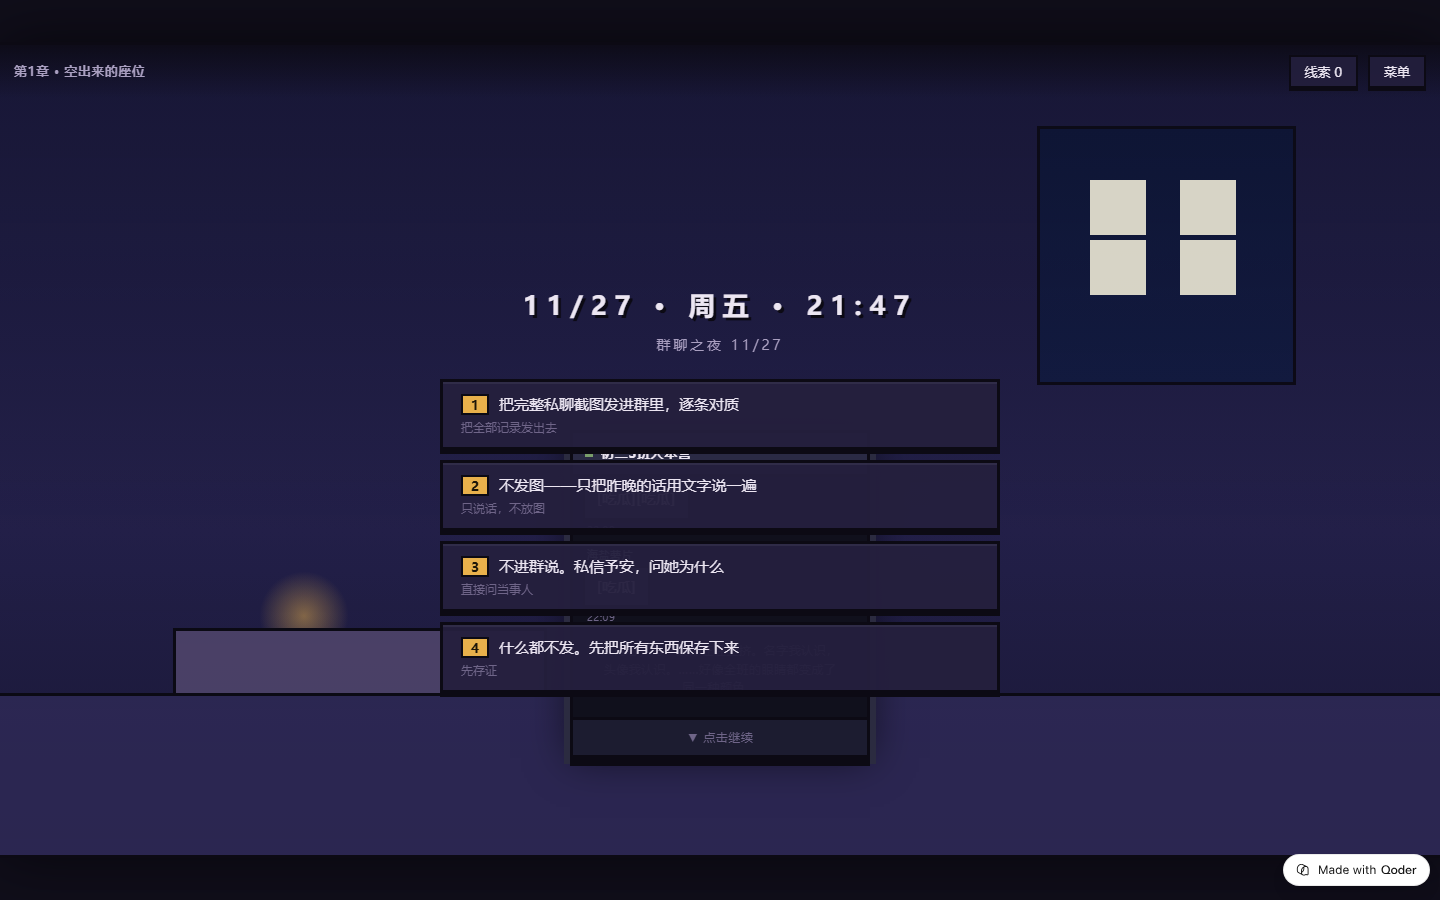 第1章 • 空出来的座位
线索 0
菜单
11/27 • 周五 • 21:47
群聊之夜 11/27
1 把完整私聊截图发进群里，逐条对质
把全部记录发出去
2 不发图——只把昨晚的话用文字说一遍
只说话，不放图
3 不进群说。私信予安，问她为什么
直接问当事人
22:09
4 什么都不发。先把所有东西保存下来
先存证
▼ 点击继续
Made with Qoder